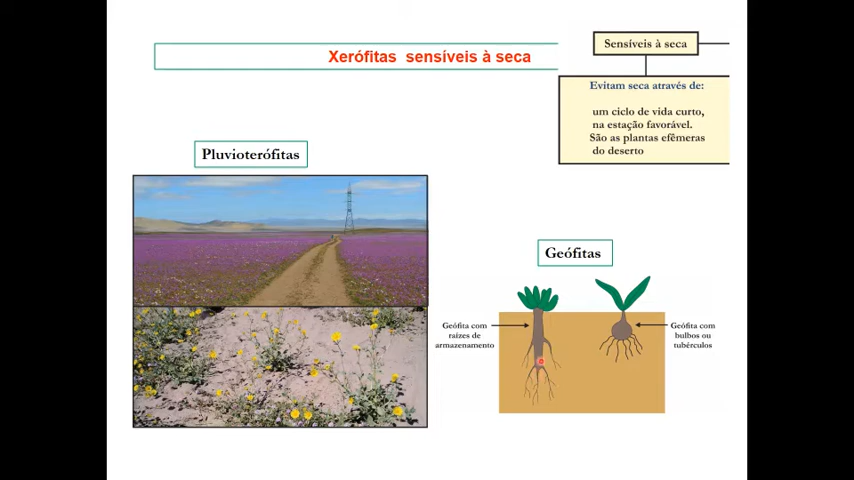 Xerófitas sensíveis à seca
Sensíveis à seca
Evitam seca através de:
um ciclo de vida curto,
na estação favorável.
São as plantas efêmeras
do deserto
Pluvioterófitas
Geófitas
Geófita com
raízes de
armazenamento
Geófita com
bulbos ou
tubérculos